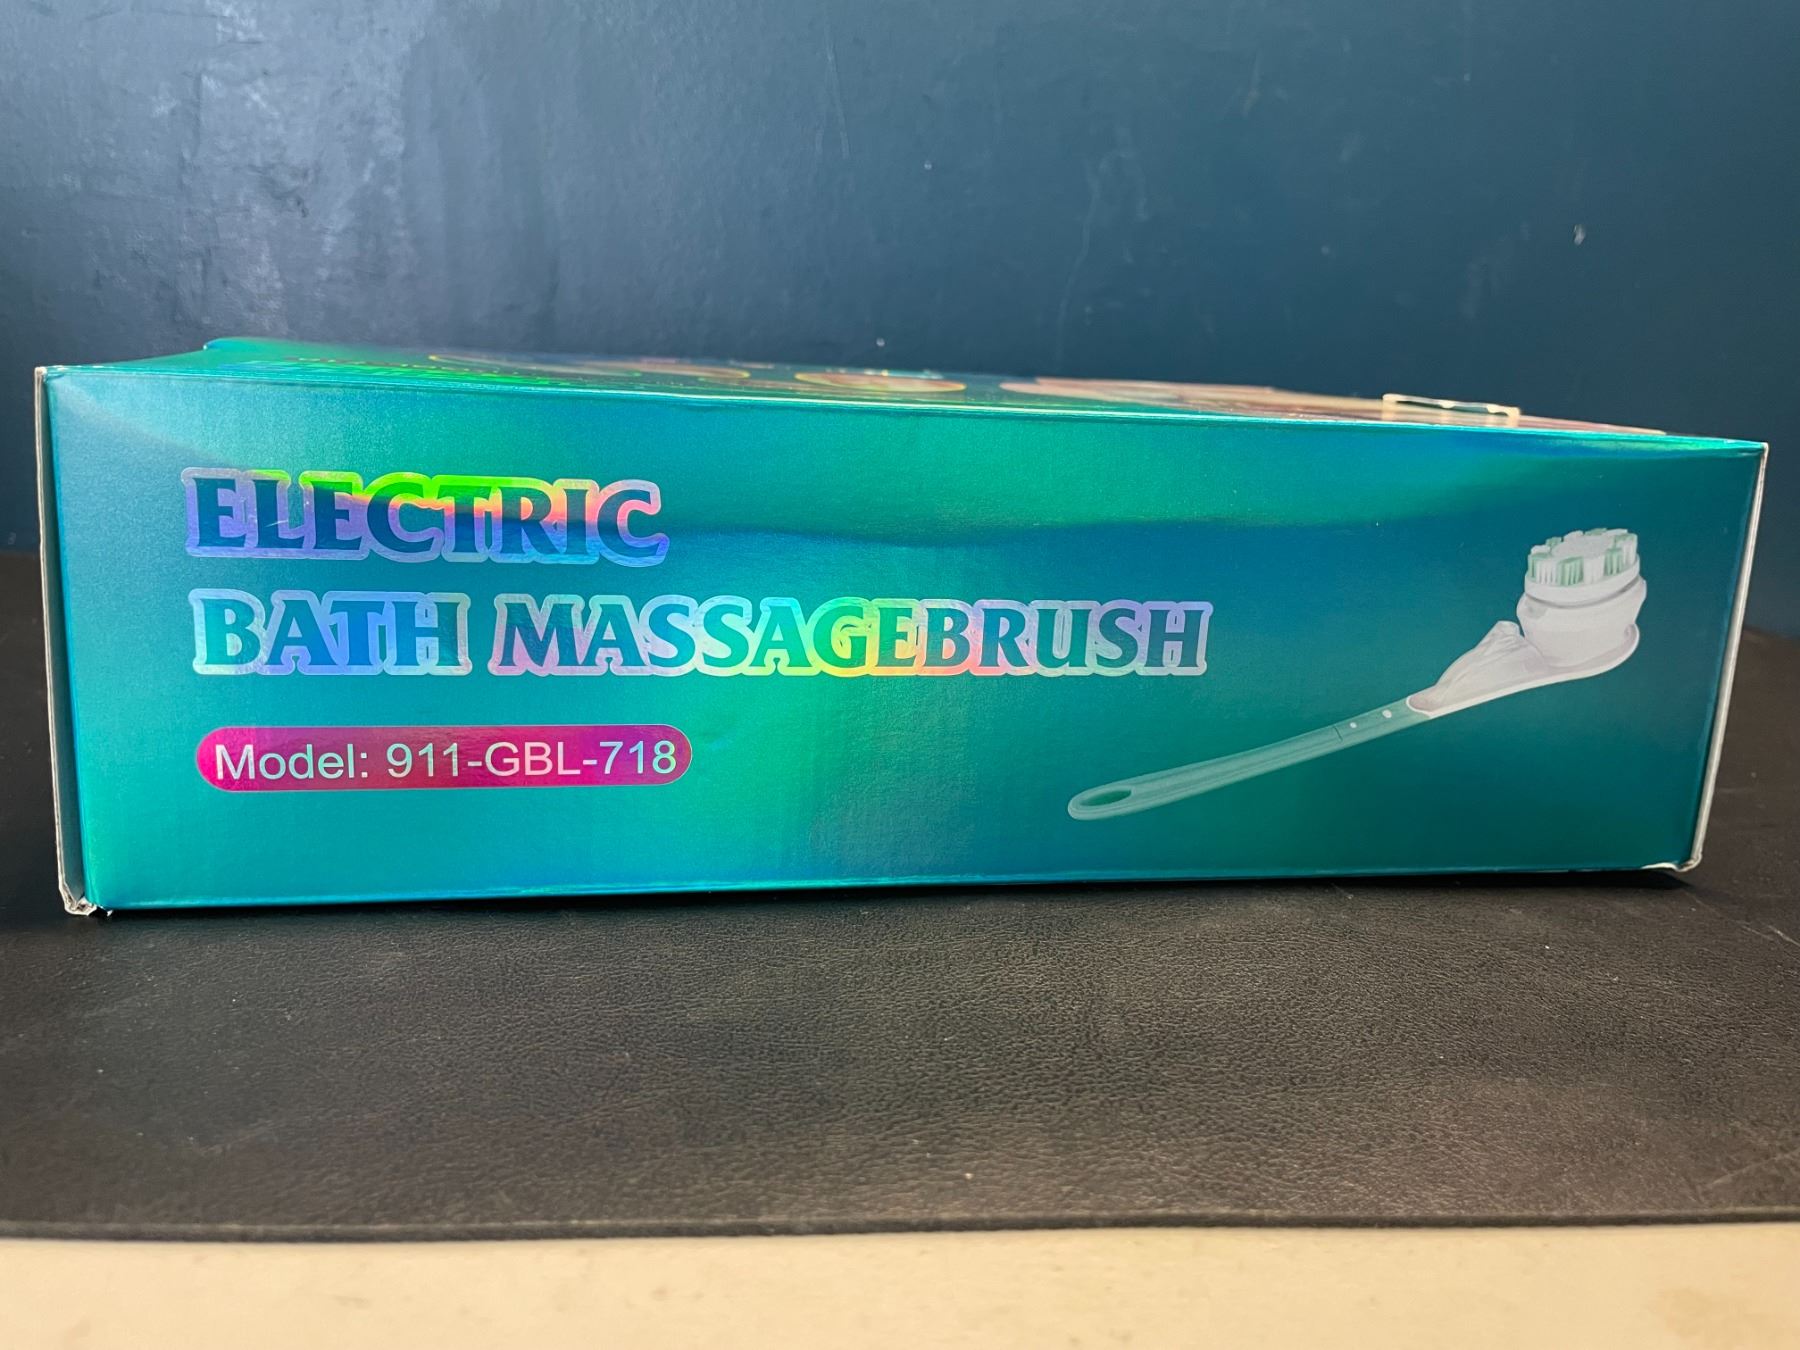 ELECTRIC
BATH MASSAGEBRUSH
Model: 911-GBL-718